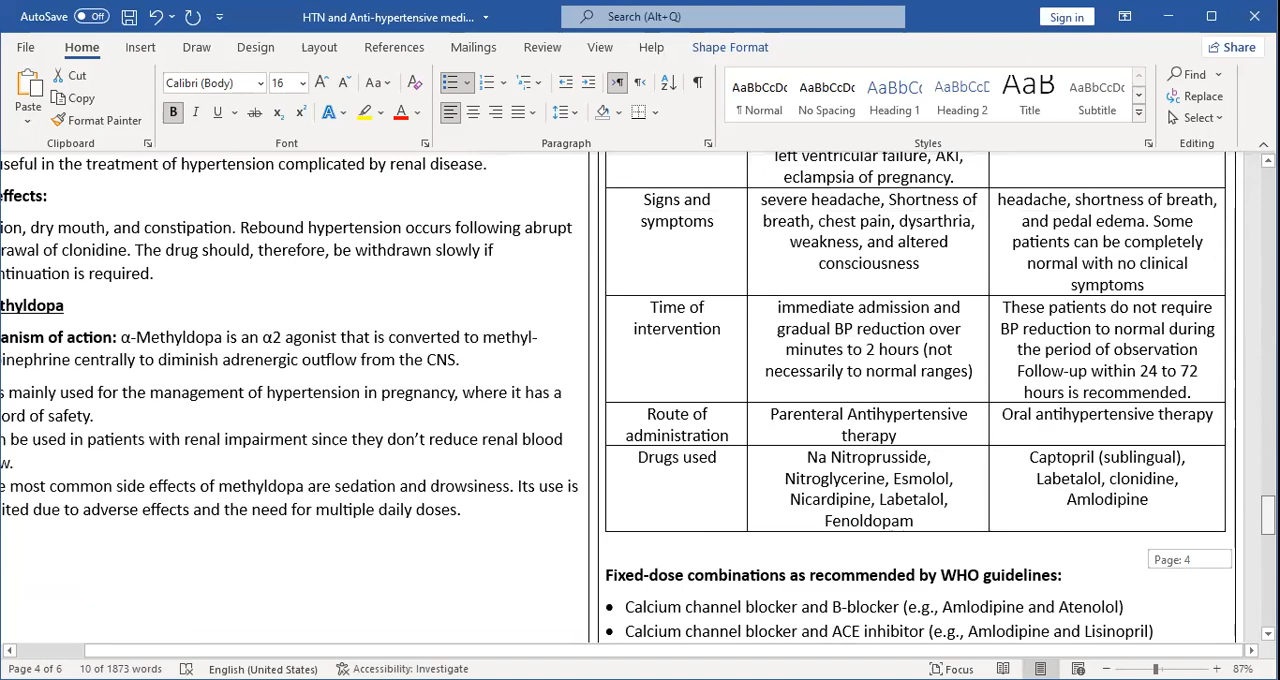 AutoSave Off HTN and Anti-hypertensive medi... Search (Alt+Q) Sign in
File Home Insert Draw Design Layout References Mailings Review View Help Shape Format Share
Paste
Cut
Copy
Format Painter
Clipboard
Calibri (Body) 16 A A Aa A
B I U ab x₂ x² A A
Font
Paragraph
AaBbCcDc AaBbCcDc AaBbCc AaBbCcD AaB AaBbCcDc
¶ Normal No Spacing Heading 1 Heading 2 Title Subtitle
Styles
Find
Replace
Select
Editing
useful in the treatment of hypertension complicated by renal disease.
effects:
ion, dry mouth, and constipation. Rebound hypertension occurs following abrupt
rawal of clonidine. The drug should, therefore, be withdrawn slowly if
ntinuation is required.
thyldopa
anism of action: α-Methyldopa is an α2 agonist that is converted to methyl-
inephrine centrally to diminish adrenergic outflow from the CNS.
s mainly used for the management of hypertension in pregnancy, where it has a
ord of safety.
n be used in patients with renal impairment since they don't reduce renal blood
w.
e most common side effects of methyldopa are sedation and drowsiness. Its use is
ited due to adverse effects and the need for multiple daily doses.
left ventricular failure, AKI,
eclampsia of pregnancy.
Signs and
symptoms
severe headache, Shortness of
breath, chest pain, dysarthria,
weakness, and altered
consciousness
headache, shortness of breath,
and pedal edema. Some
patients can be completely
normal with no clinical
symptoms
Time of
intervention
immediate admission and
gradual BP reduction over
minutes to 2 hours (not
necessarily to normal ranges)
These patients do not require
BP reduction to normal during
the period of observation
Follow-up within 24 to 72
hours is recommended.
Route of
administration
Parenteral Antihypertensive
therapy
Oral antihypertensive therapy
Drugs used
Na Nitroprusside,
Nitroglycerine, Esmolol,
Nicardipine, Labetalol,
Fenoldopam
Captopril (sublingual),
Labetalol, clonidine,
Amlodipine
Page: 4
Fixed-dose combinations as recommended by WHO guidelines:
• Calcium channel blocker and B-blocker (e.g., Amlodipine and Atenolol)
• Calcium channel blocker and ACE inhibitor (e.g., Amlodipine and Lisinopril)
Page 4 of 6 10 of 1873 words English (United States) Accessibility: Investigate Focus 87%